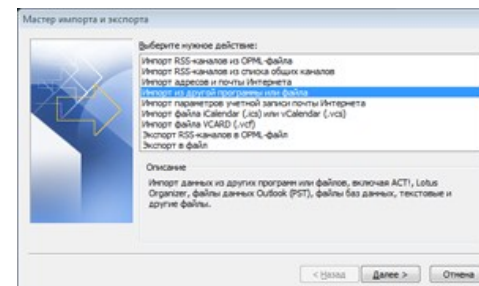 Мастер импорта и экспорта
Выберите нужное действие:
Импорт RSS-каналов из OPML-файла
Импорт RSS-каналов из списка общих каналов
Импорт адресов и почты Интернета
Импорт из другой программы или файла
Импорт параметров учетной записи почты Интернета
Импорт файла iCalendar (.ics) или vCalendar (.vcs)
Импорт файла VCARD (.vcf)
Экспорт RSS-каналов в OPML-файл
Экспорт в файл
Описание
Импорт данных из других программ или файлов, включая ACT!, Lotus
Organizer, файлы данных Outlook (PST), файлы баз данных, текстовые и
другие файлы.
< Назад Далее > Отмена